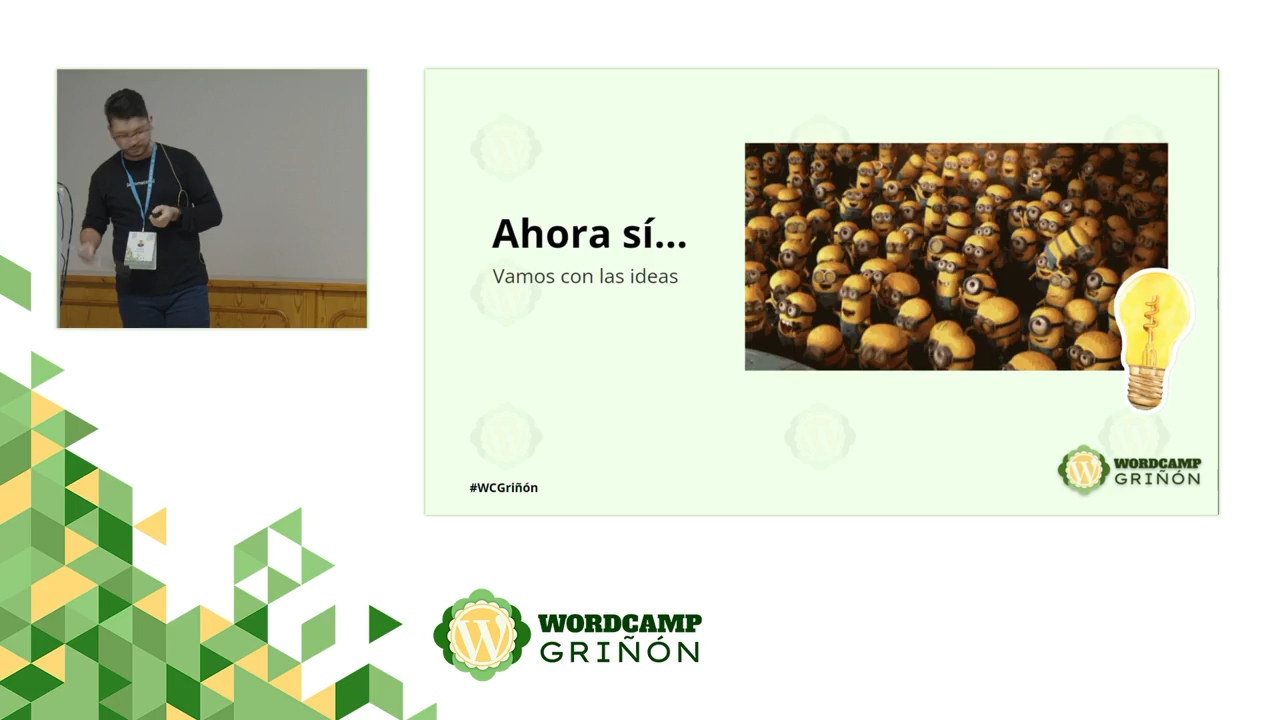 Ahora sí...
Vamos con las ideas
#WCGriñón
WORDCAMP
GRIÑÓN
WORDCAMP
GRIÑÓN